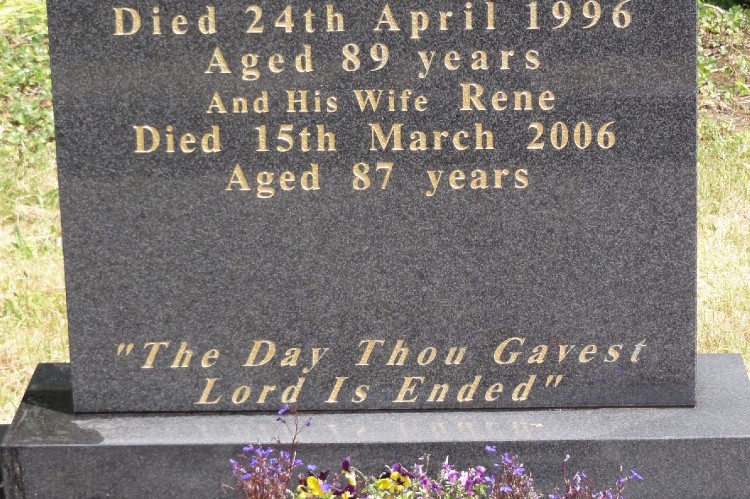 Died 24th April 1996
Aged 89 years
And His Wife Rene
Died 15th March 2006
Aged 87 years
"The Day Thou Gavest
Lord Is Ended"